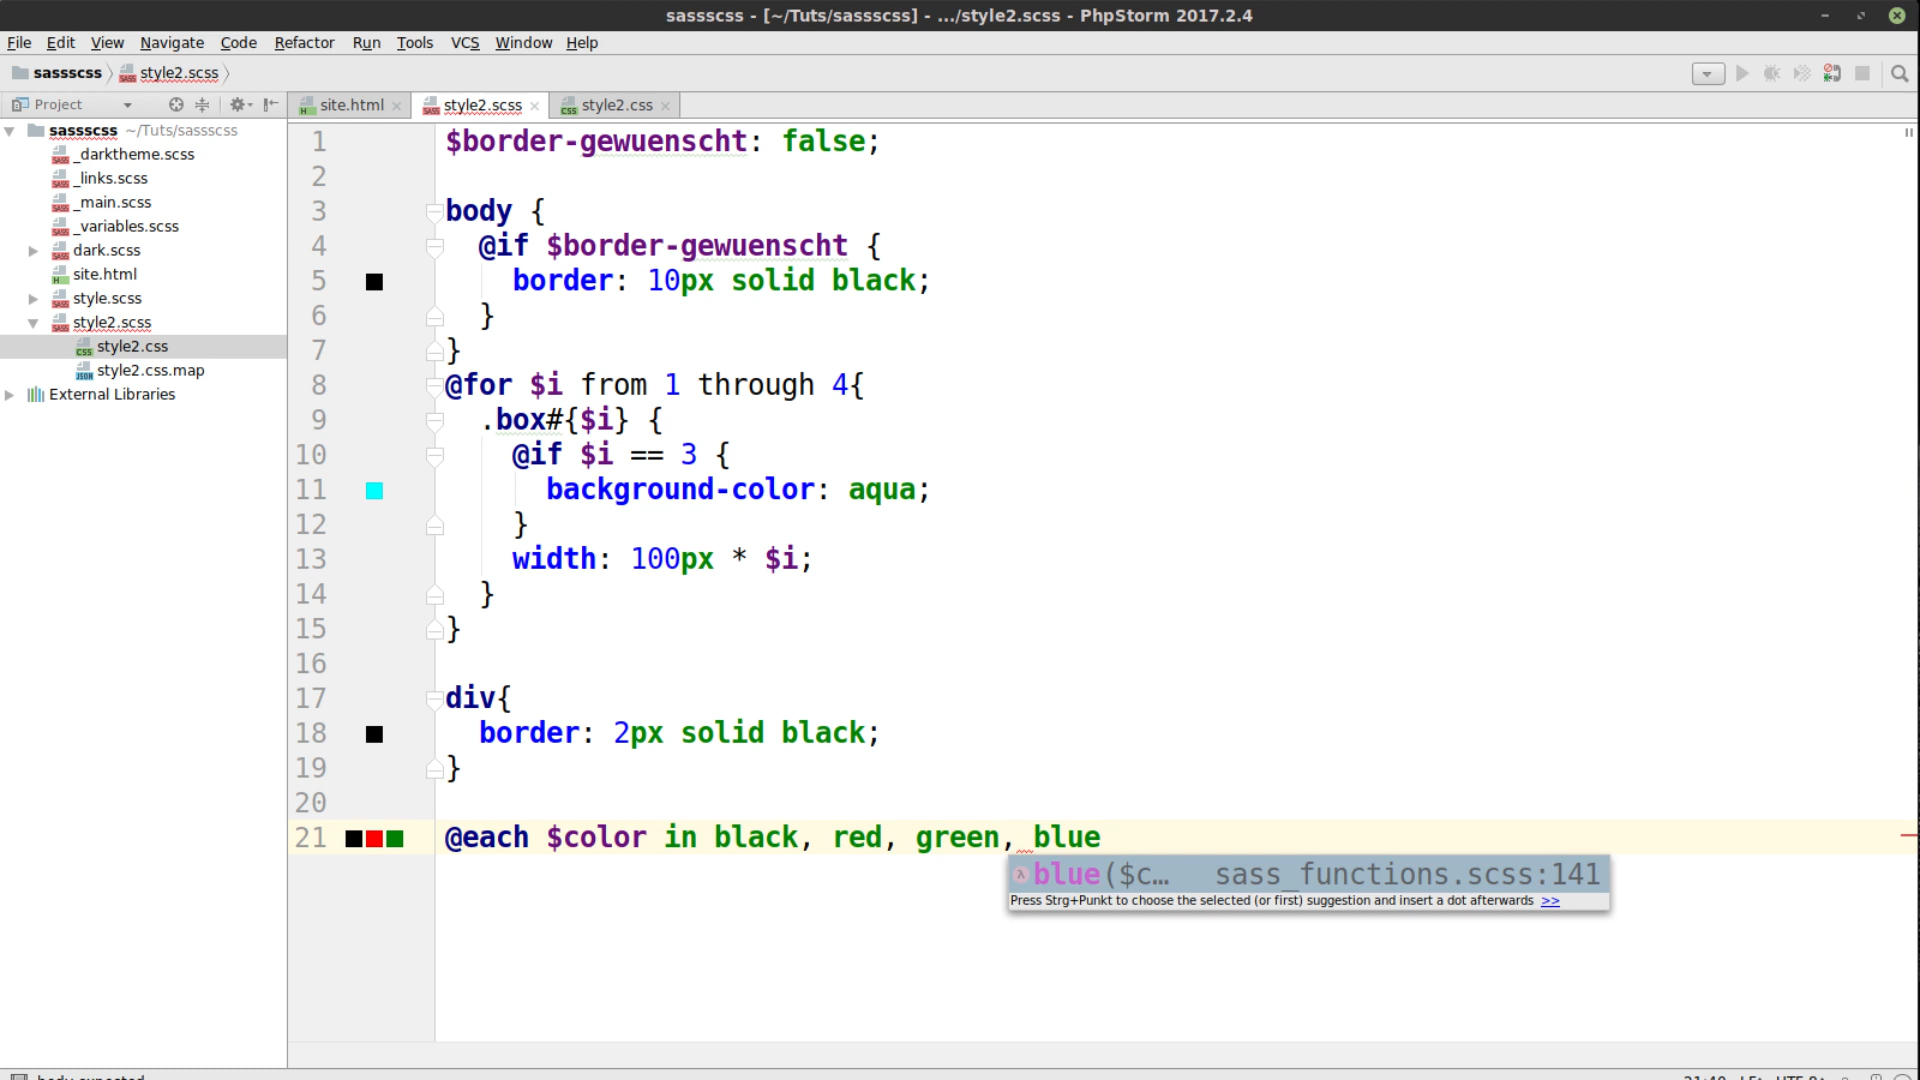 sassscss - [~/Tuts/sassscss] - .../style2.scss - PhpStorm 2017.2.4
File Edit View Navigate Code Refactor Run Tools VCS Window Help
sassscss style2.scss
Project
site.html style2.scss style2.css
sassscss ~/Tuts/sassscss
_darktheme.scss
_links.scss
_main.scss
_variables.scss
dark.scss
site.html
style.scss
style2.scss
style2.css
style2.css.map
External Libraries
1 $border-gewuenscht: false;
2
3 body {
4 @if $border-gewuenscht {
5 border: 10px solid black;
6 }
7 }
8 @for $i from 1 through 4{
9 .box#{$i} {
10 @if $i == 3 {
11 background-color: aqua;
12 }
13 width: 100px * $i;
14 }
15 }
16
17 div{
18 border: 2px solid black;
19 }
20
21 @each $color in black, red, green, blue
blue($c… sass_functions.scss:141
Press Strg+Punkt to choose the selected (or first) suggestion and insert a dot afterwards >>